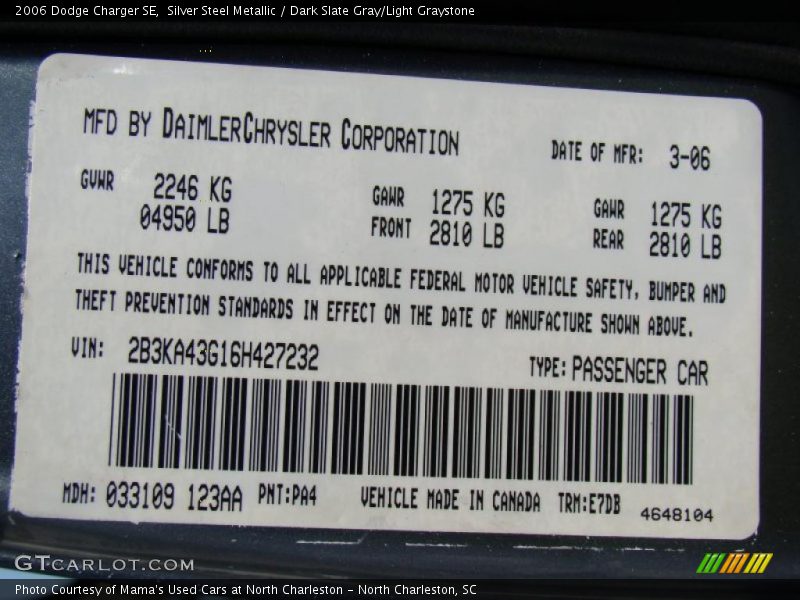 2006 Dodge Charger SE,  Silver Steel Metallic / Dark Slate Gray/Light Graystone
MFD BY DAIMLERCHRYSLER CORPORATION DATE OF MFR: 3-06
GVWR 2246 KG GAWR 1275 KG GAWR 1275 KG
04950 LB FRONT 2810 LB REAR 2810 LB
THIS VEHICLE CONFORMS TO ALL APPLICABLE FEDERAL MOTOR VEHICLE SAFETY, BUMPER AND
THEFT PREVENTION STANDARDS IN EFFECT ON THE DATE OF MANUFACTURE SHOWN ABOVE.
VIN: 2B3KA43G16H427232 TYPE: PASSENGER CAR
MDH: 033109 123AA PNT:PA4 VEHICLE MADE IN CANADA TRM:E7DB 4648104
GTCARLOT.COM
Photo Courtesy of Mama's Used Cars at North Charleston - North Charleston, SC